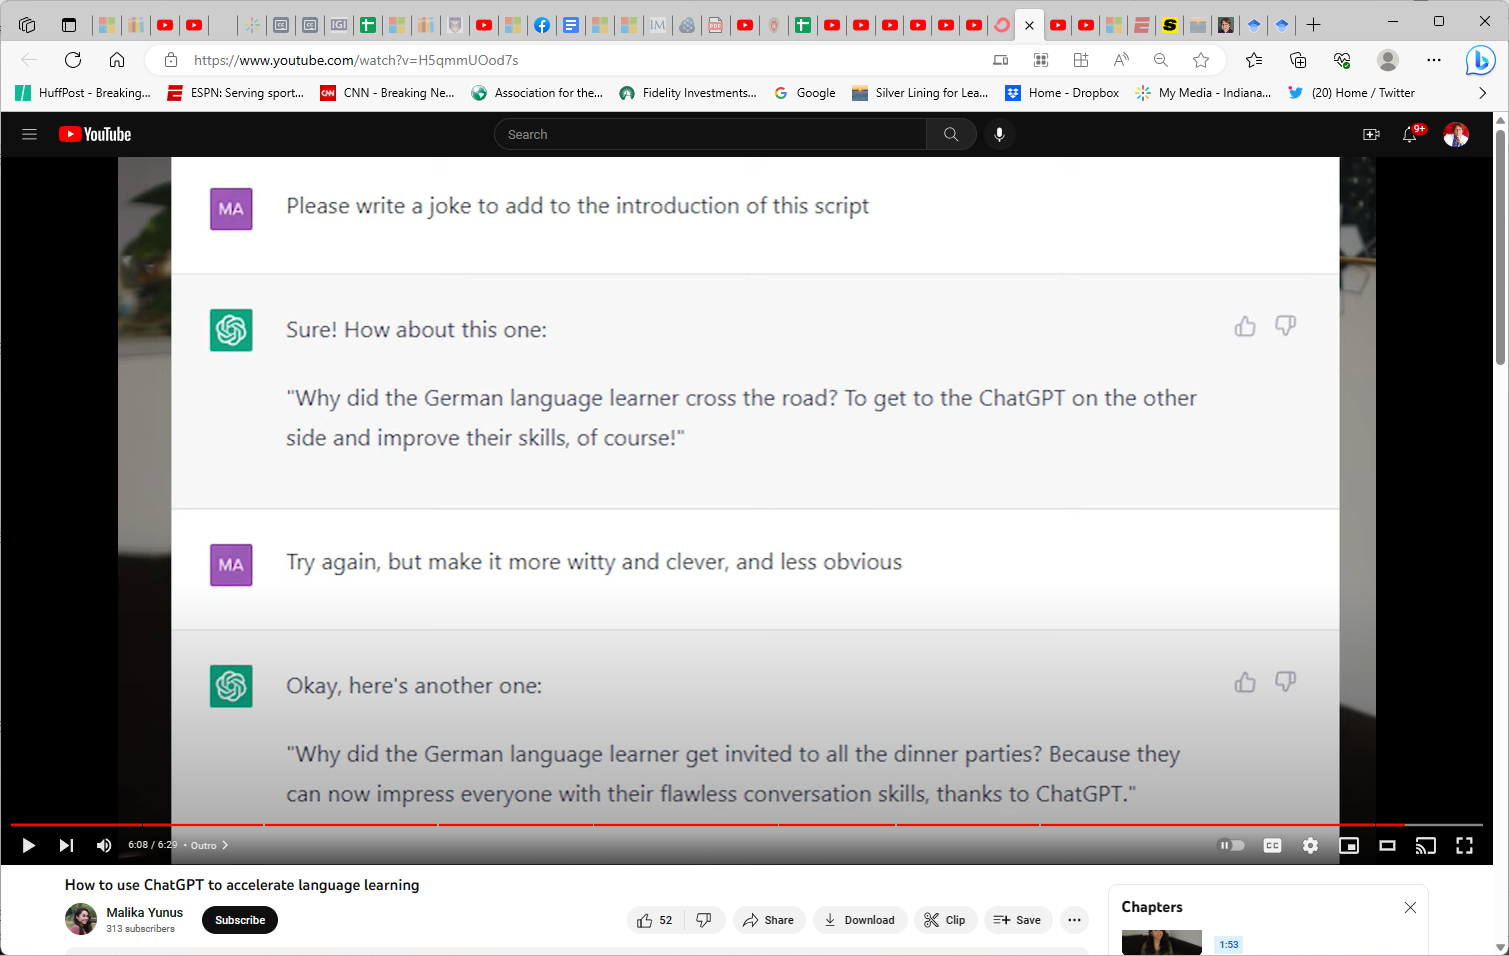 https://www.youtube.com/watch?v=H5qmmUOod7s
HuffPost - Breaking... ESPN: Serving sport... CNN - Breaking Ne... Association for the... Fidelity Investments... Google Silver Lining for Lea... Home - Dropbox My Media - Indiana... (20) Home / Twitter
YouTube
Search
9+
MA Please write a joke to add to the introduction of this script
Sure! How about this one:
"Why did the German language learner cross the road? To get to the ChatGPT on the other
side and improve their skills, of course!"
MA Try again, but make it more witty and clever, and less obvious
Okay, here's another one:
"Why did the German language learner get invited to all the dinner parties? Because they
can now impress everyone with their flawless conversation skills, thanks to ChatGPT."
6:08 / 6:29 • Outro
CC
How to use ChatGPT to accelerate language learning
Malika Yunus
313 subscribers
Subscribe
52
Share
Download
Clip
Save
Chapters
1:53